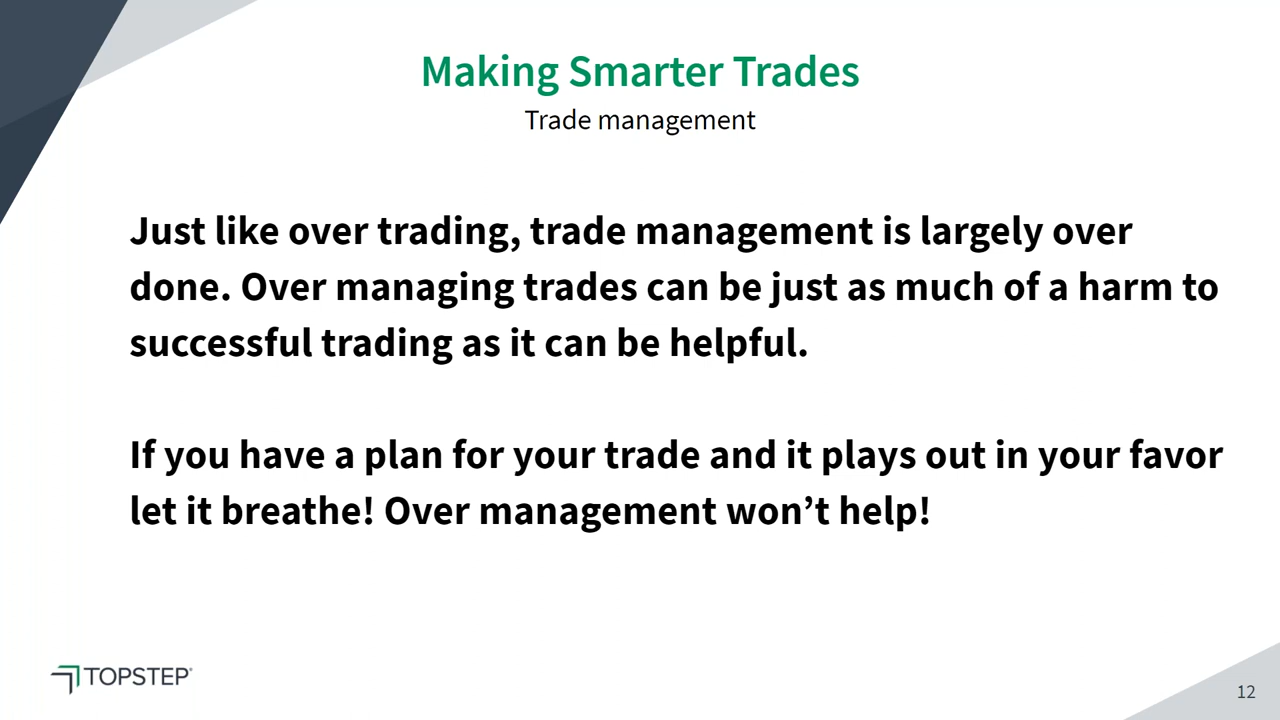 Making Smarter Trades
Trade management
Just like over trading, trade management is largely over
done. Over managing trades can be just as much of a harm to
successful trading as it can be helpful.
If you have a plan for your trade and it plays out in your favor
let it breathe! Over management won’t help!
TOPSTEP®
12